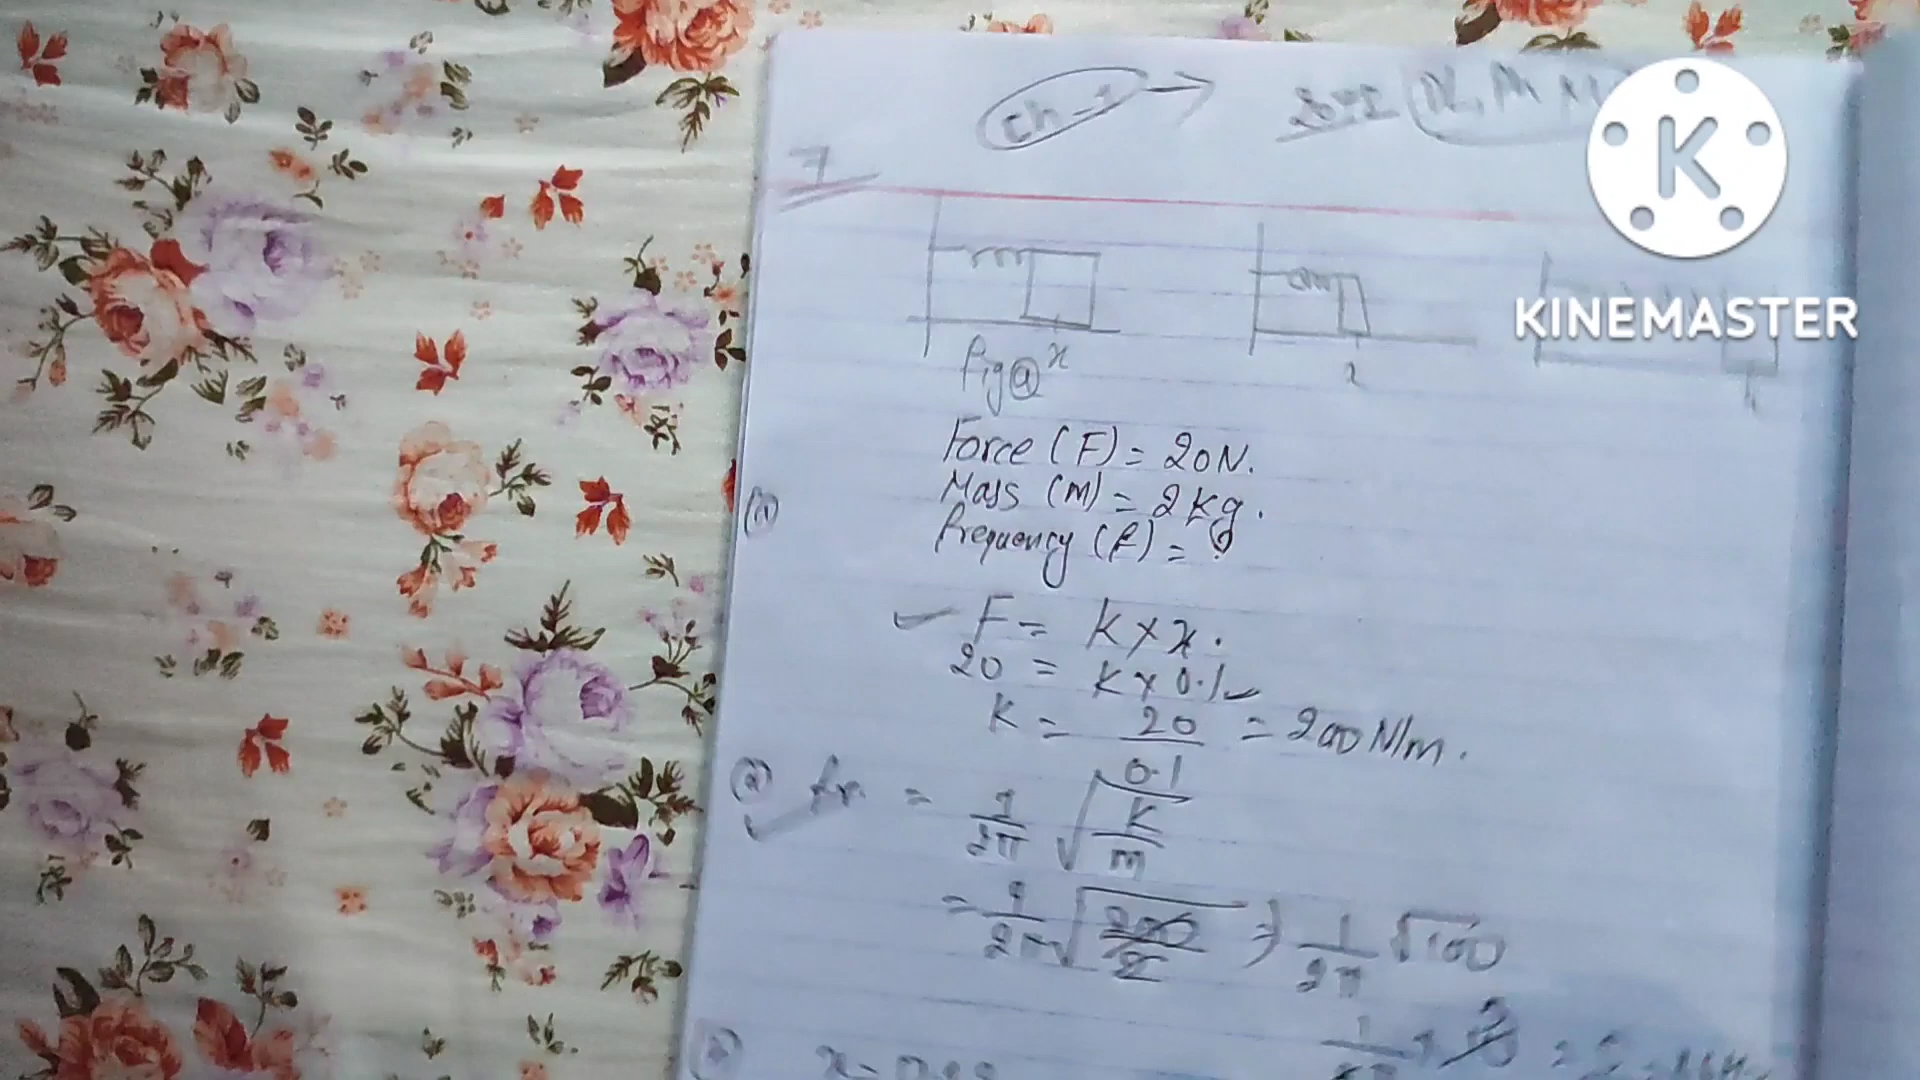 Ch-1 →
7
KINEMASTER
fig (a) x
x
Force (F) = 20N.
Mass (m) = 2kg.
frequency (f) = ?
F = K × x.
20 = K × 0.1
K = 20/0.1 = 200 N/m.
= 1/2π √(K/m)
= 1/2π √(200/2) ⇒ 1/2π √100